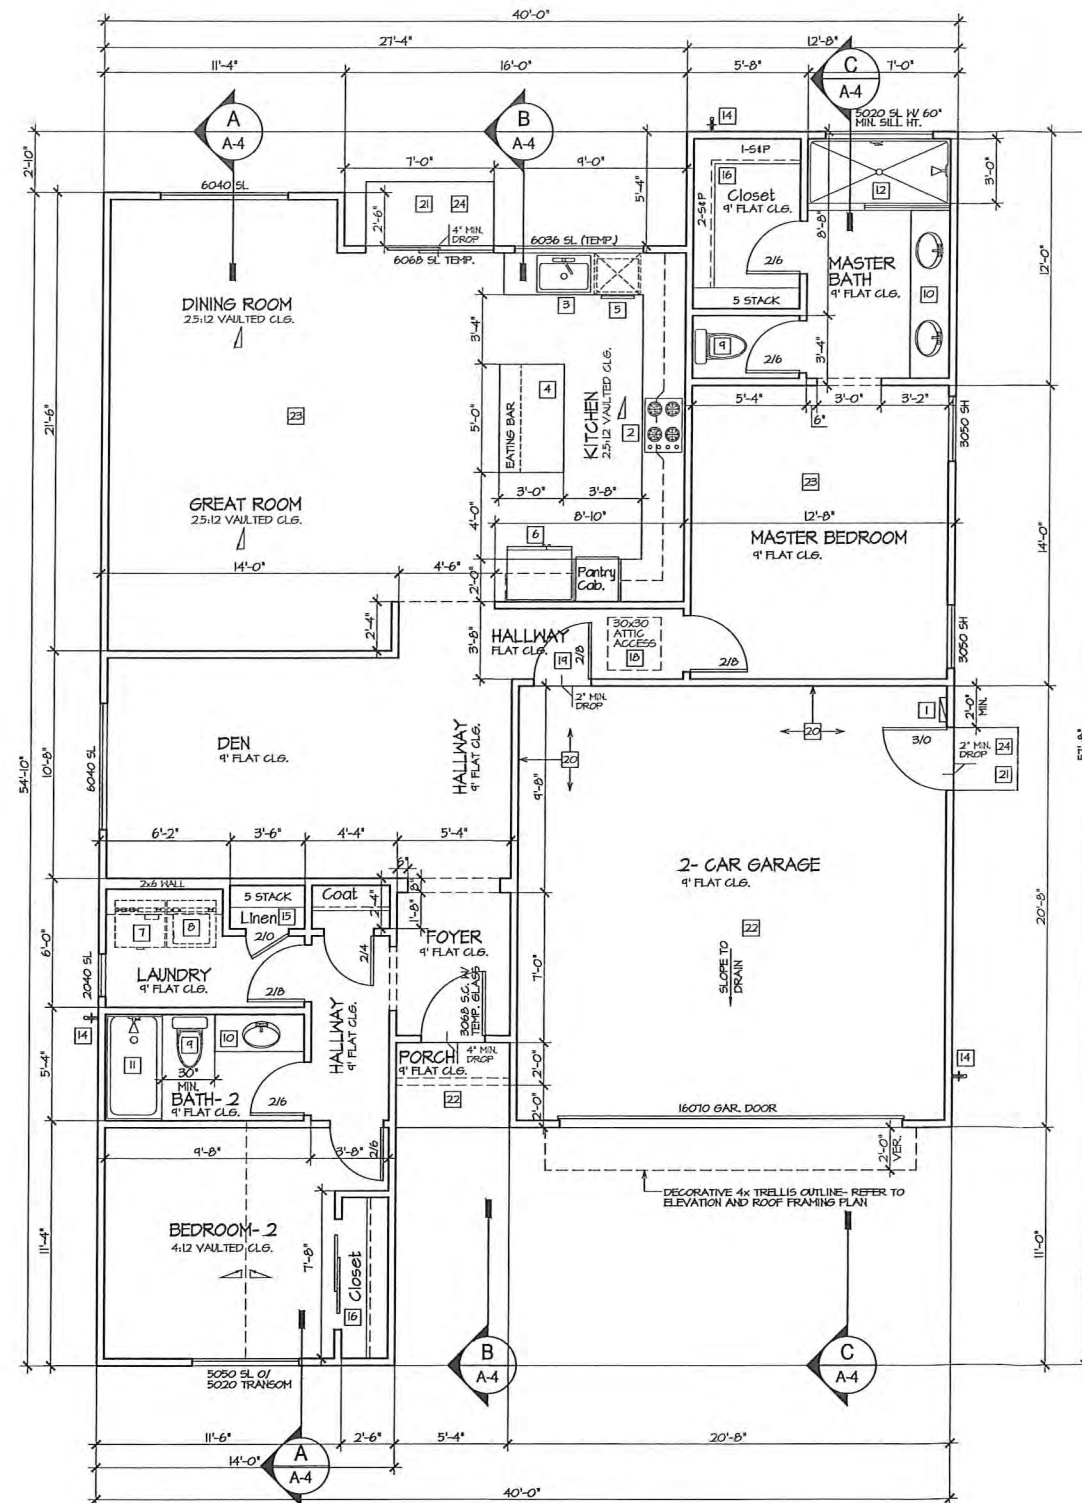 40'-0"
27'-4"
12'-8"
11'-4"
16'-0"
5'-8"
7'-0"
A
A-4
B
A-4
C
A-4
14
5020 SL W/ 60"
MIN. SILL HT.
2'-10"
7'-0"
9'-0"
5'-4"
1-S&P
16
Closet
9' FLAT CLG.
2-S&P
12
3'-0"
6040 SL
21
24
2'-6"
4" MIN.
DROP
6068 SL TEMP.
6036 SL (TEMP.)
8'-8"
2/6
MASTER
BATH
9' FLAT CLG.
10
12'-0"
DINING ROOM
2.5:12 VAULTED CLG.
3
5
5 STACK
3'-4"
9
2/6
3'-4"
21'-6"
23
4
5'-0"
EATING BAR
KITCHEN
2.5:12 VAULTED CLG.
2
5'-4"
3'-0"
3'-2"
6"
3050 SH
23
GREAT ROOM
2.5:12 VAULTED CLG.
3'-0"
3'-8"
4'-0"
8'-10"
12'-8"
6
MASTER BEDROOM
9' FLAT CLG.
14'-0"
14'-0"
4'-6"
2'-0"
Pantry
Cab.
2'-4"
3'-8"
HALLWAY
FLAT CLG.
30x30
ATTIC
ACCESS
18
19
2/8
2/8
3050 SH
2" MIN.
DROP
1
2'-0"
MIN.
DEN
9' FLAT CLG.
HALLWAY
9' FLAT CLG.
20
20
3/0
2" MIN.
DROP
24
21
57'-8"
54'-10"
10'-8"
6040 SL
9'-8"
6'-2"
3'-6"
4'-4"
5'-4"
2- CAR GARAGE
9' FLAT CLG.
22
20'-8"
6"
8"
2x6 WALL
5 STACK
Linen
15
Coat
2'-4"
1'-8"
7
8
2/0
2/4
FOYER
9' FLAT CLG.
6'-0"
2040 SL
LAUNDRY
9' FLAT CLG.
2/8
3068 S.C. W/
TEMP. GLASS
7'-0"
SLOPE TO
DRAIN
14
11
9
10
HALLWAY
9' FLAT CLG.
5'-4"
30"
MIN.
BATH- 2
9' FLAT CLG.
2/6
PORCH
9' FLAT CLG.
4" MIN.
DROP
22
2'-0"
2'-0"
14
16070 GAR. DOOR
9'-8"
3'-8"
2/6
2'-0"
VER.
DECORATIVE 4x TRELLIS OUTLINE- REFER TO
ELEVATION AND ROOF FRAMING PLAN
BEDROOM- 2
4:12 VAULTED CLG.
11'-4"
7'-8"
Closet
16
11'-0"
5050 SL O/
5020 TRANSOM
B
A-4
C
A-4
11'-6"
2'-6"
5'-4"
20'-8"
14'-0"
A
A-4
40'-0"